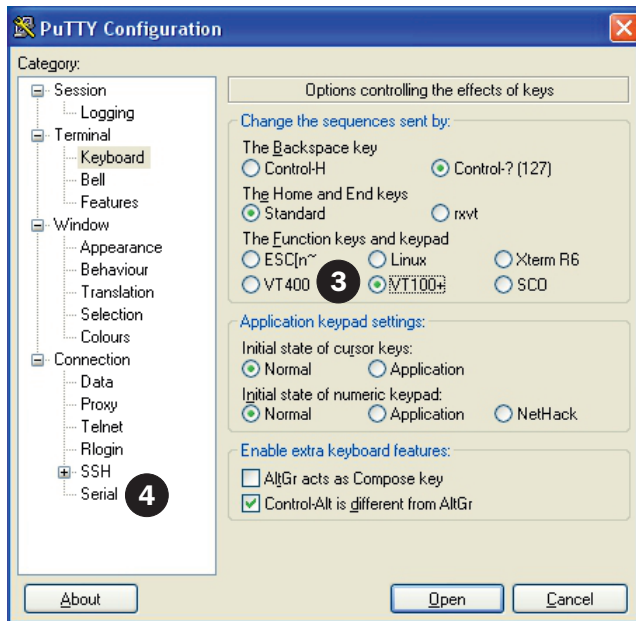 PuTTY Configuration
Category:
Session
Logging
Terminal
Keyboard
Bell
Features
Window
Appearance
Behaviour
Translation
Selection
Colours
Connection
Data
Proxy
Telnet
Rlogin
SSH
Serial 4
Options controlling the effects of keys
Change the sequences sent by:
The Backspace key
Control-H Control-? (127)
The Home and End keys
Standard rxvt
The Function keys and keypad
ESC[n~ Linux Xterm R6
VT400 3 VT100+ SCO
Application keypad settings:
Initial state of cursor keys:
Normal Application
Initial state of numeric keypad:
Normal Application NetHack
Enable extra keyboard features:
AltGr acts as Compose key
Control-Alt is different from AltGr
About Open Cancel